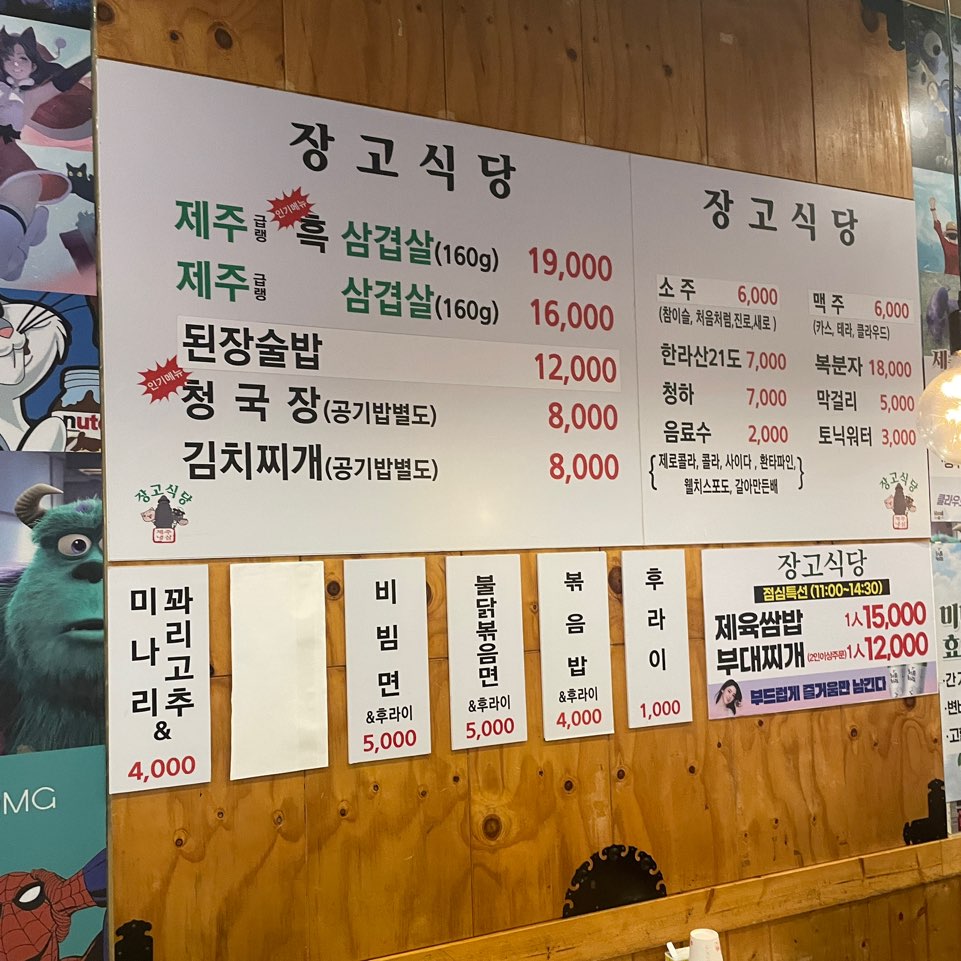 장고식당
인기메뉴
제주 급랭 흑 삼겹살(160g) 19,000
제주 급랭 삼겹살(160g) 16,000
된장술밥 12,000
인기메뉴
청국장(공기밥별도) 8,000
김치찌개(공기밥별도) 8,000
장고식당
장고식당
소주 6,000
(참이슬, 처음처럼,진로,새로)
한라산21도 7,000
청하 7,000
음료수 2,000
{제로콜라, 콜라, 사이다, 환타파인,
웰치스포도, 갈아만든배}
맥주 6,000
(카스, 테라, 클라우드)
복분자 18,000
막걸리 5,000
토닉워터 3,000
장고식당
미나리&
꽈리고추
4,000
비빔면
&후라이
5,000
불닭볶음면
&후라이
5,000
볶음밥
&후라이
4,000
후라이
1,000
장고식당
점심특선 (11:00~14:30)
제육쌈밥 1人15,000
부대찌개(2인이상주문)1人12,000
부드럽게 즐거움만 남긴다
nute
MG